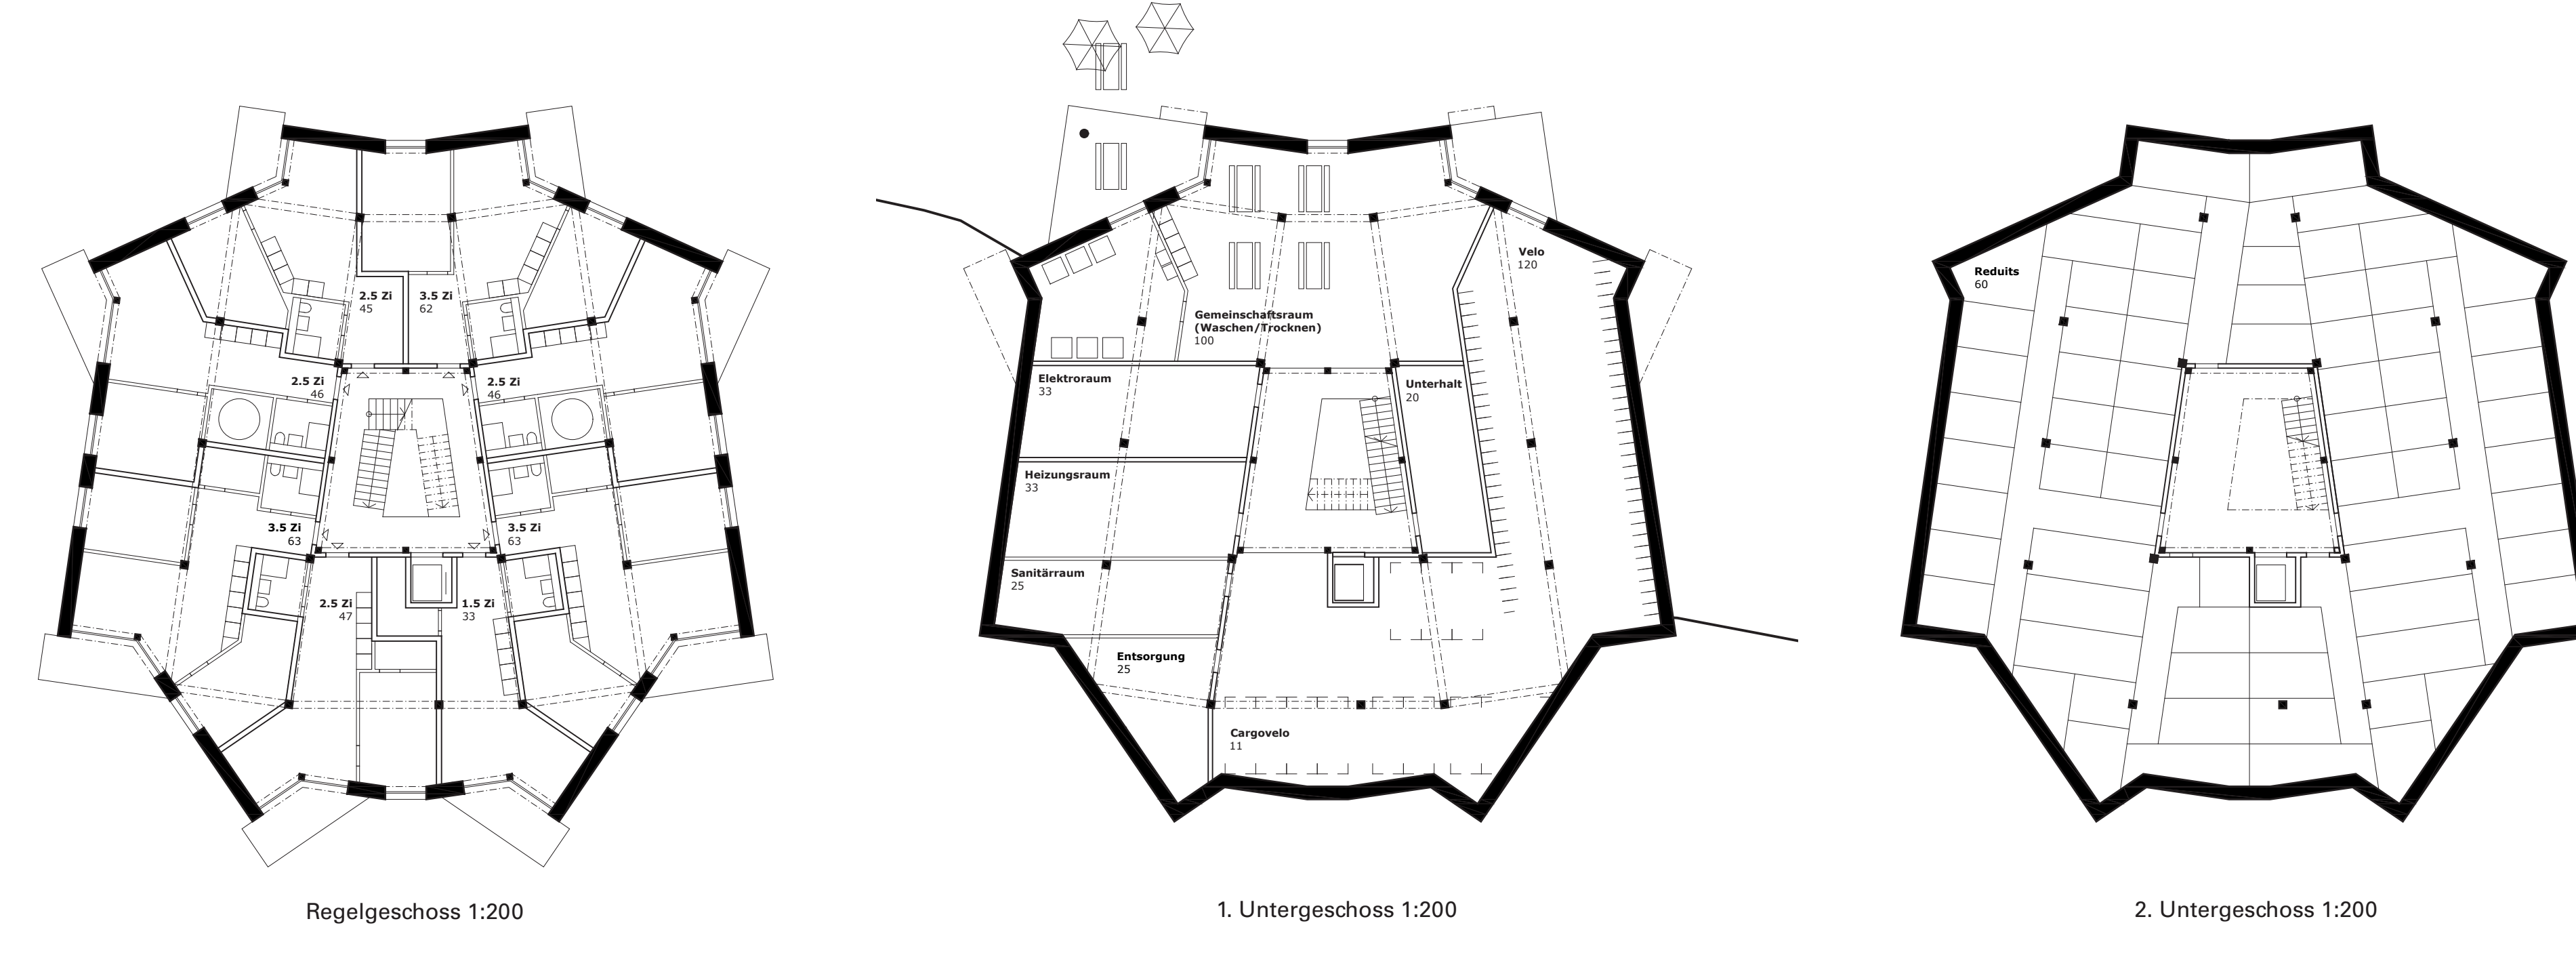 2.5 Zi
45
3.5 Zi
62
2.5 Zi
46
2.5 Zi
46
3.5 Zi
63
3.5 Zi
63
2.5 Zi
47
1.5 Zi
33
Regelgeschoss 1:200
Velo
120
Gemeinschaftsraum
(Waschen/Trocknen)
100
Elektroraum
33
Unterhalt
20
Heizungsraum
33
Sanitärraum
25
Entsorgung
25
Cargovelo
11
1. Untergeschoss 1:200
Reduits
60
2. Untergeschoss 1:200